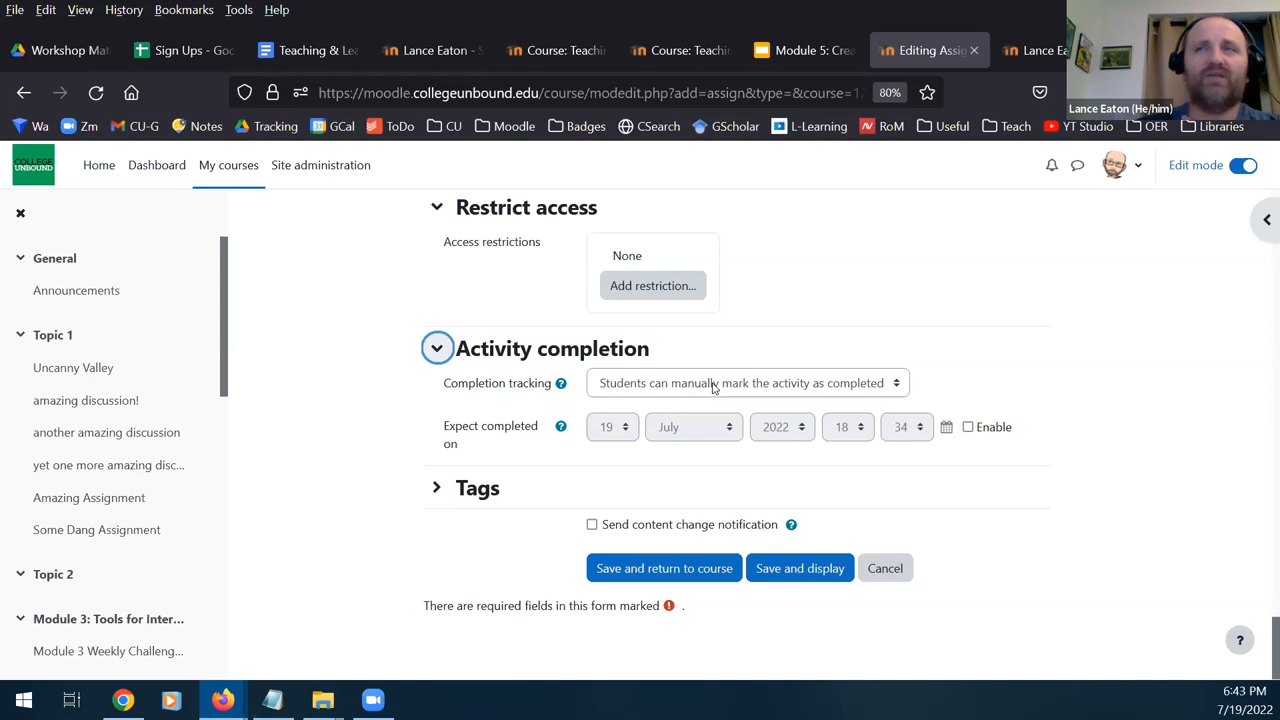 File Edit View History Bookmarks Tools Help
Workshop Mat
Sign Ups - Goo
Teaching & Lea
Lance Eaton - S
Course: Teachi
Course: Teachi
Module 5: Crea
Editing Assig
Lance Ea
https://moodle.collegeunbound.edu/course/modedit.php?add=assign&type=&course=1
80%
Lance Eaton (He/him)
Wa Zm CU-G Notes Tracking GCal ToDo CU Moodle Badges CSearch GScholar L-Learning RoM Useful Teach YT Studio OER Libraries
COLLEGE
UNBOUND
Home Dashboard My courses Site administration
Edit mode
General
Announcements
Topic 1
Uncanny Valley
amazing discussion!
another amazing discussion
yet one more amazing disc...
Amazing Assignment
Some Dang Assignment
Topic 2
Module 3: Tools for Inter...
Module 3 Weekly Challeng...
Restrict access
Access restrictions
None
Add restriction...
Activity completion
Completion tracking ? Students can manually mark the activity as completed
Expect completed
on
? 19 July 2022 18 34 Enable
Tags
Send content change notification ?
Save and return to course Save and display Cancel
There are required fields in this form marked ! .
?
6:43 PM
7/19/2022